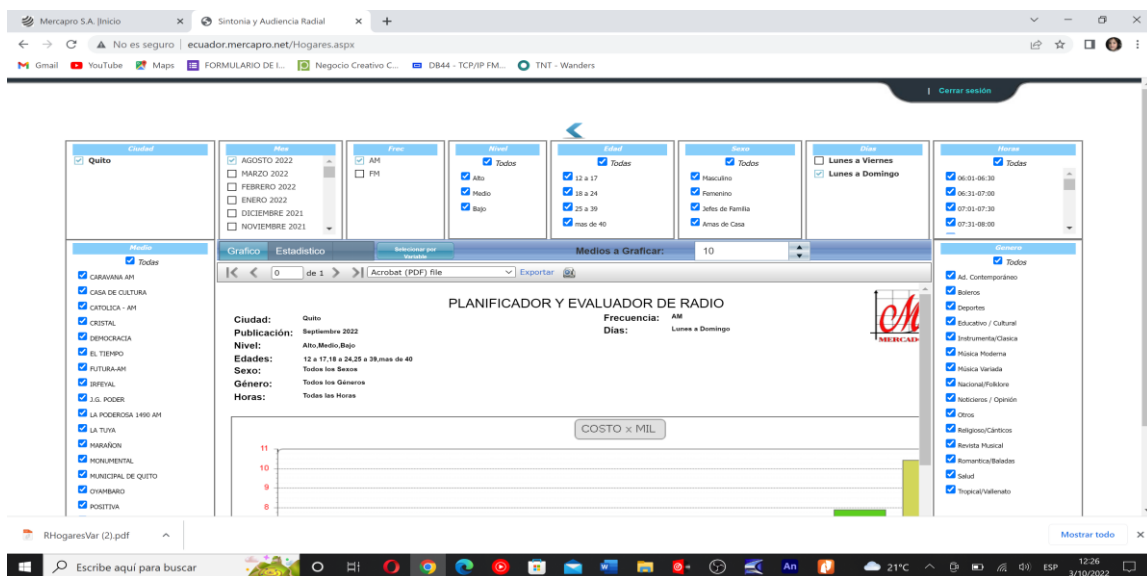 Mercapro S.A. |Inicio
Sintonia y Audiencia Radial
No es seguro
ecuador.mercapro.net/Hogares.aspx
Gmail
YouTube
Maps
FORMULARIO DE I...
Negocio Creativo C...
DB44 - TCP/IP FM...
TNT - Wanders
| Cerrar sesión
Ciudad
Quito
Mes
AGOSTO 2022
MARZO 2022
FEBRERO 2022
ENERO 2022
DICIEMBRE 2021
NOVIEMBRE 2021
Frec
AM
FM
Nivel
Todos
Alto
Medio
Bajo
Edad
Todas
12 a 17
18 a 24
25 a 39
mas de 40
Sexo
Todos
Masculino
Femenino
Jefes de Familia
Amas de Casa
Días
Lunes a Viernes
Lunes a Domingo
Horas
Todas
06:01-06:30
06:31-07:00
07:01-07:30
07:31-08:00
Medio
Todas
CARAVANA AM
CASA DE CULTURA
CATOLICA - AM
CRISTAL
DEMOCRACIA
EL TIEMPO
FUTURA-AM
IRFEYAL
J.G. PODER
LA PODEROSA 1490 AM
LA TUYA
MARAÑON
MONUMENTAL
MUNICIPAL DE QUITO
OYAMBARO
POSITIVA
Grafico
Estadistico
Selecionar por
Variable
Medios a Graficar:
10
0
de 1
Acrobat (PDF) file
Exportar
PLANIFICADOR Y EVALUADOR DE RADIO
Ciudad: Quito
Publicación: Septiembre 2022
Nivel: Alto,Medio,Bajo
Edades: 12 a 17,18 a 24,25 a 39,mas de 40
Sexo: Todos los Sexos
Género: Todos los Géneros
Horas: Todas las Horas
Frecuencia: AM
Días: Lunes a Domingo
MERCAD
COSTO x MIL
11
10
9
8
Genero
Todos
Ad. Contemporáneo
Boleros
Deportes
Educativo / Cultural
Instrumenta/Clasica
Música Moderna
Música Variada
Nacional/Folklore
Noticieros / Opinión
Otros
Religioso/Cánticos
Revista Musical
Romantica/Baladas
Salud
Tropical/Vallenato
RHogaresVar (2).pdf
Mostrar todo
Escribe aquí para buscar
An
21°C
ESP
12:26
3/10/2022